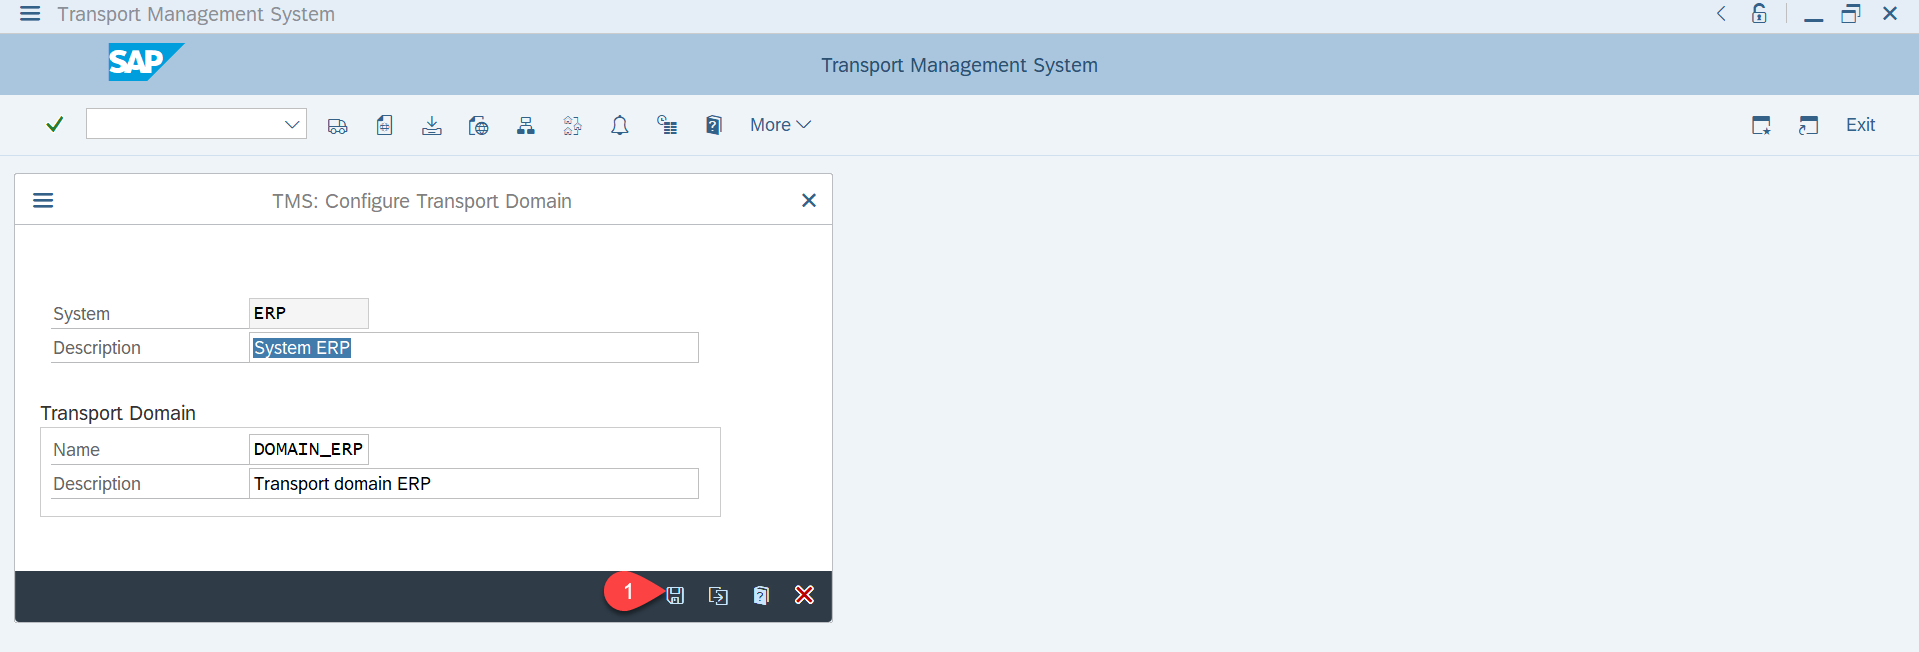 Transport Management System
SAP
Transport Management System
More
Exit
TMS: Configure Transport Domain
System ERP
Description System ERP
Transport Domain
Name DOMAIN_ERP
Description Transport domain ERP
1